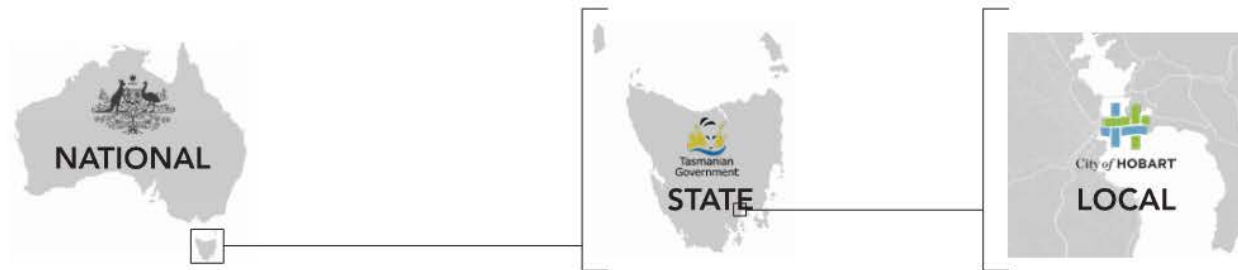 NATIONAL
Tasmanian
Government
STATE
City of HOBART
LOCAL